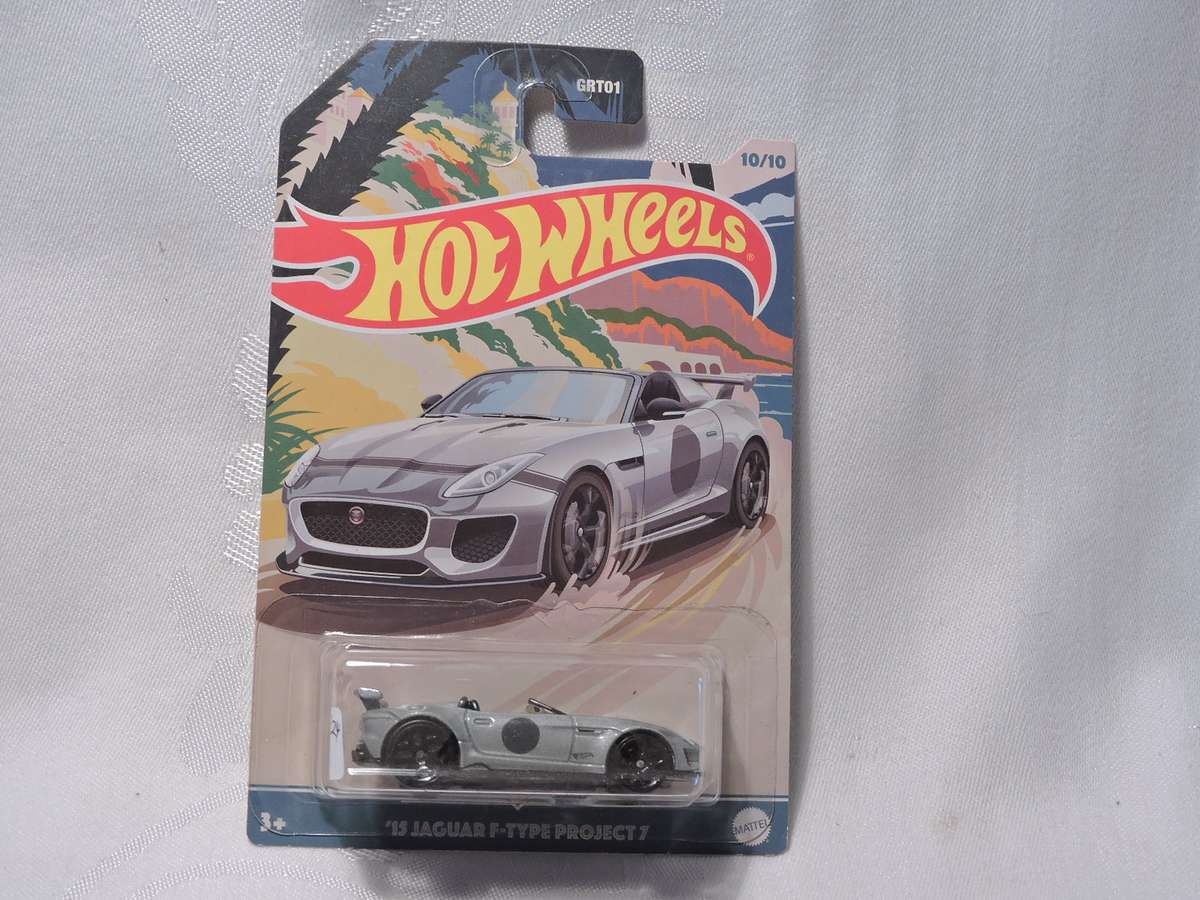 GRT01
10/10
HOT WHEELS®
3+
'15 JAGUAR F-TYPE PROJECT 7
MATTEL